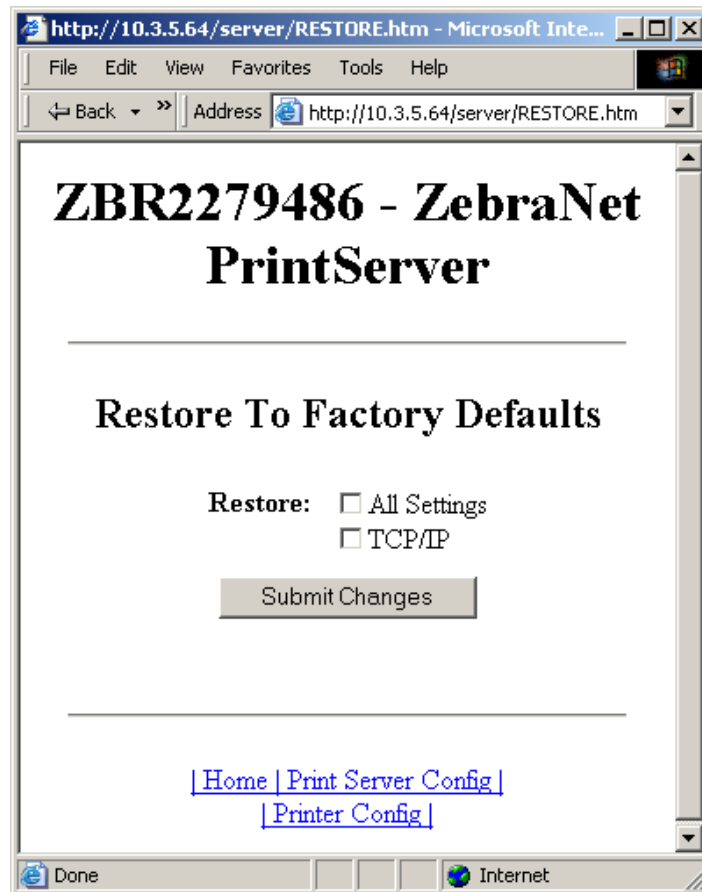 http://10.3.5.64/server/RESTORE.htm - Microsoft Inte...
File Edit View Favorites Tools Help
Back » Address http://10.3.5.64/server/RESTORE.htm
ZBR2279486 - ZebraNet
PrintServer
Restore To Factory Defaults
Restore: All Settings
TCP/IP
Submit Changes
| Home | Print Server Config |
| Printer Config |
Done Internet